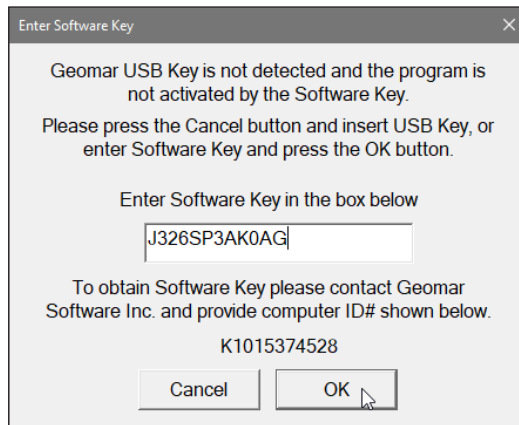 Enter Software Key
Geomar USB Key is not detected and the program is
not activated by the Software Key.
Please press the Cancel button and insert USB Key, or
enter Software Key and press the OK button.
Enter Software Key in the box below
J326SP3AK0AG
To obtain Software Key please contact Geomar
Software Inc. and provide computer ID# shown below.
K1015374528
Cancel
OK